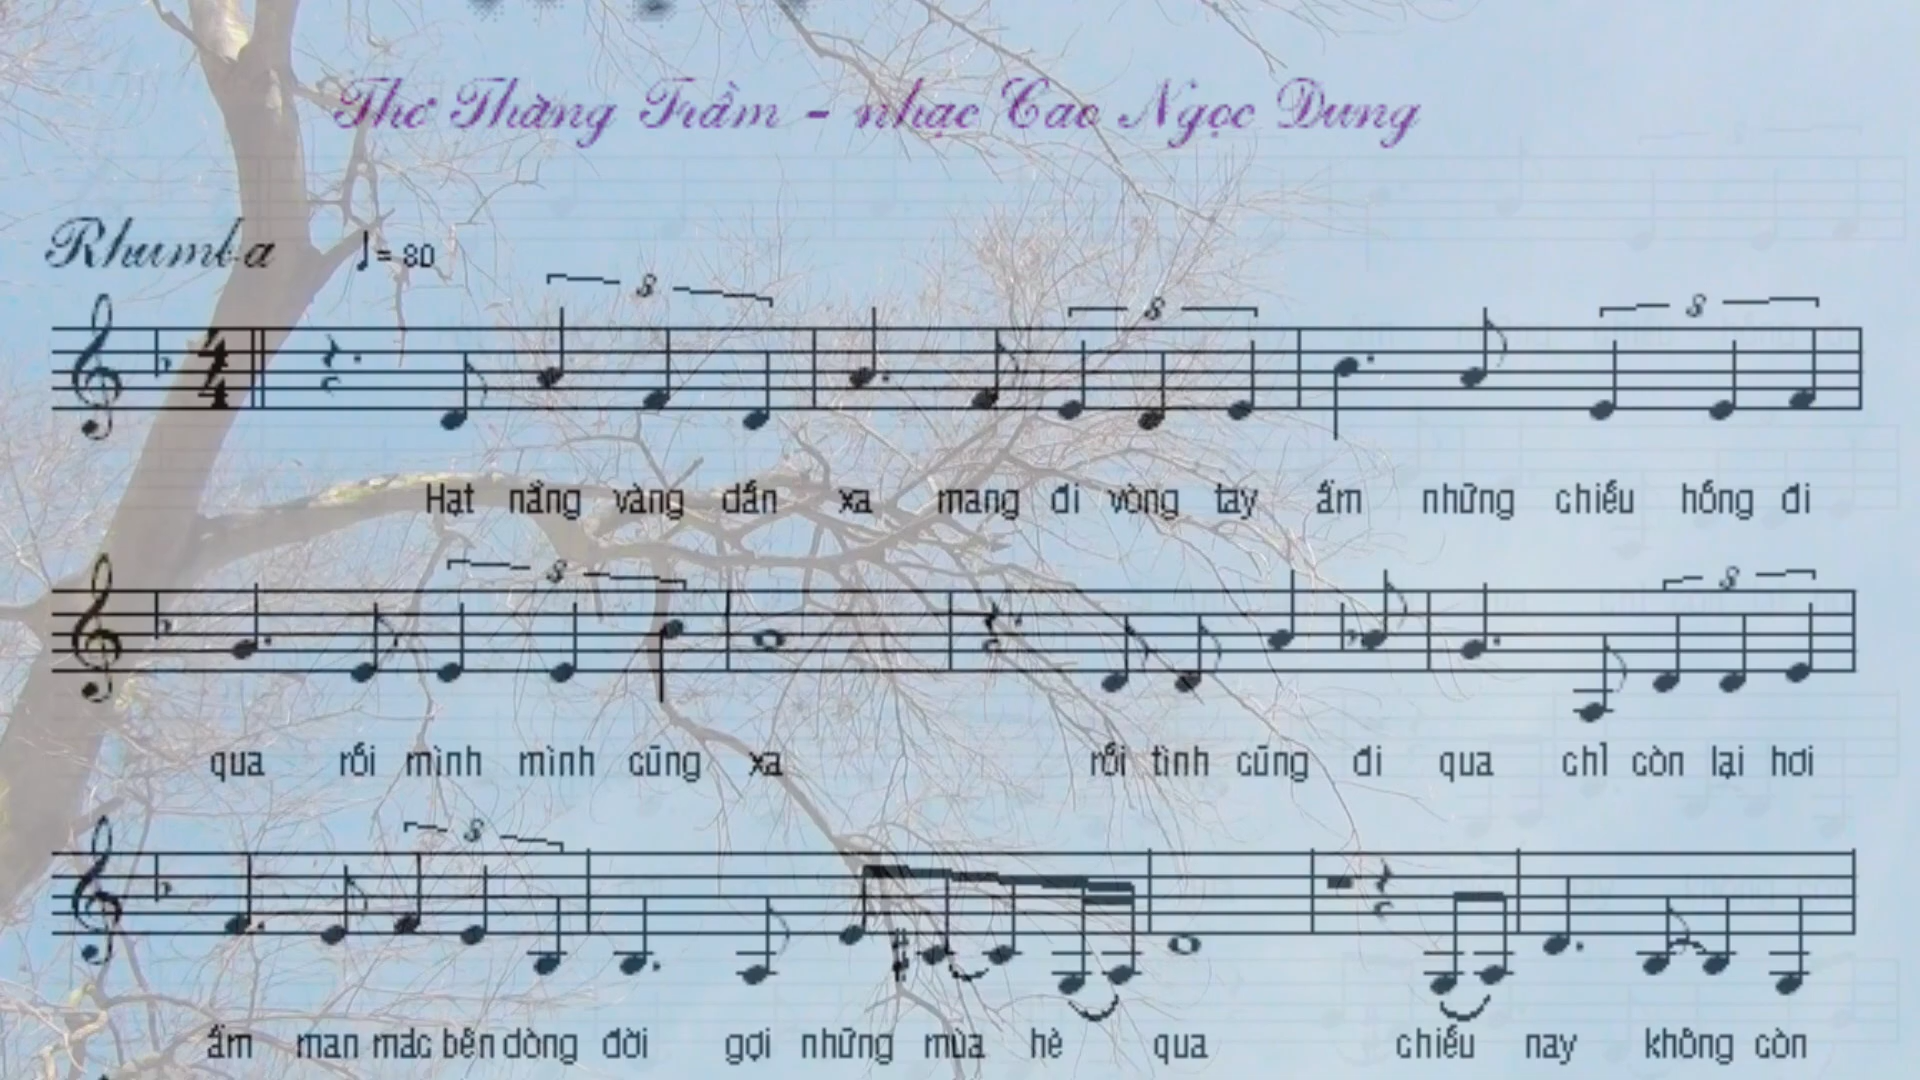 Thơ Thăng Trầm - nhạc Cao Ngọc Dung
Rhumba ♩ = 80
3 3 3
4/4
Hạt nắng vàng dần xa mang đi vòng tay ấm những chiều hồng đi
3 3
qua rồi mình mình cũng xa rồi tình cũng đi qua chỉ còn lại hơi
3
ấm man mác bên dòng đời gợi những mùa hè qua chiều nay không còn